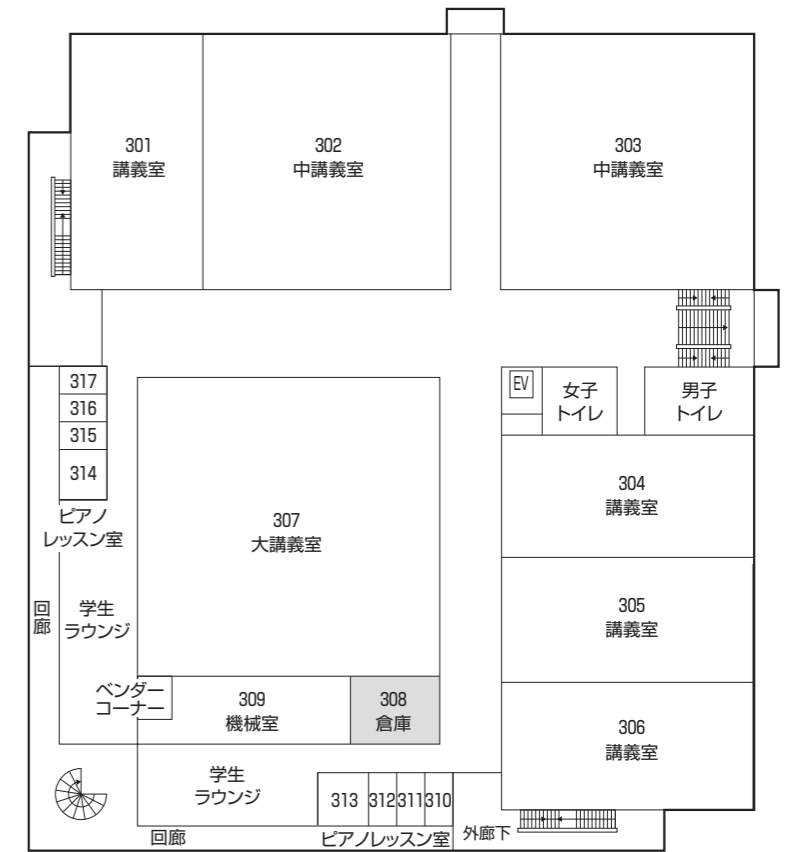 301
講義室
302
中講義室
303
中講義室
317
316
315
314
ピアノ
レッスン室
EV
女子
トイレ
男子
トイレ
304
講義室
307
大講義室
回
廊
学生
ラウンジ
305
講義室
ベンダー
コーナー
309
機械室
308
倉庫
306
講義室
学生
ラウンジ
313
312
311
310
回廊
ピアノレッスン室
外廊下